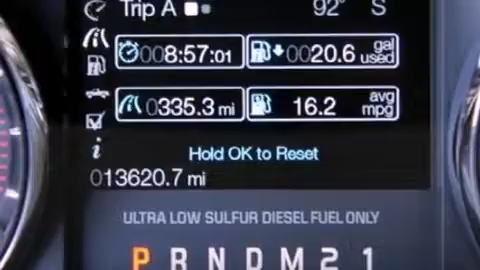 Trip A 92° S
008:57:01 0020.6 gal used
0335.3 mi 16.2 avg mpg
Hold OK to Reset
013620.7 mi
ULTRA LOW SULFUR DIESEL FUEL ONLY
P R N D M 2 1